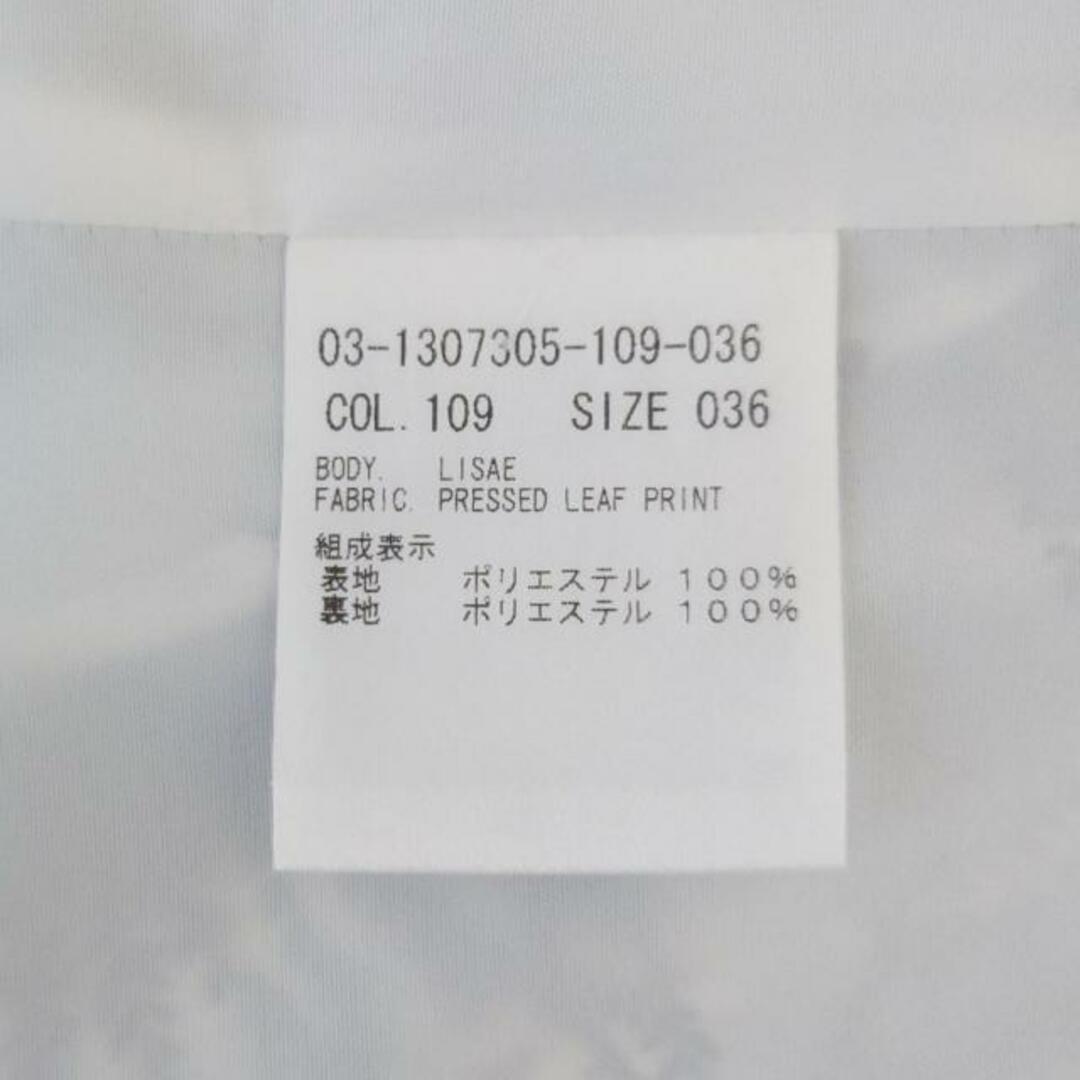 03-1307305-109-036
COL. 109 SIZE 036
BODY. LISAE
FABRIC. PRESSED LEAF PRINT
組成表示
表地 ポリエステル １００％
裏地 ポリエステル １００％